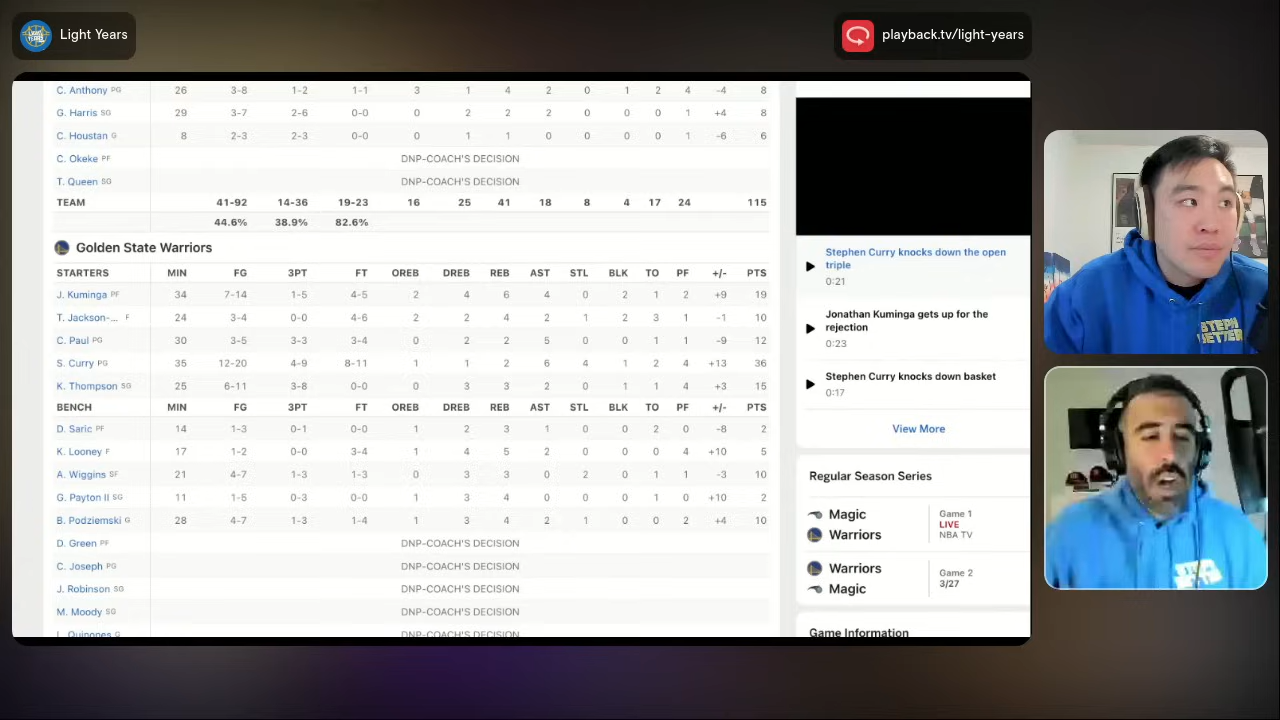 Light Years
playback.tv/light-years
C. Anthony PG 26 3-8 1-2 1-1 3 1 4 2 0 1 2 4 -4 8
G. Harris SG 29 3-7 2-6 0-0 0 2 2 2 0 0 0 1 +4 8
C. Houstan G 8 2-3 2-3 0-0 0 1 1 0 0 0 0 1 -6 6
C. Okeke PF DNP-COACH'S DECISION
T. Queen SG DNP-COACH'S DECISION
TEAM 41-92 14-36 19-23 16 25 41 18 8 4 17 24 115
44.6% 38.9% 82.6%
Golden State Warriors
STARTERS MIN FG 3PT FT OREB DREB REB AST STL BLK TO PF +/- PTS
J. Kuminga PF 34 7-14 1-5 4-5 2 4 6 4 0 2 1 2 +9 19
T. Jackson-... F 24 3-4 0-0 4-6 2 2 4 2 1 2 3 1 -1 10
C. Paul PG 30 3-5 3-3 3-4 0 2 2 5 0 0 1 1 -9 12
S. Curry PG 35 12-20 4-9 8-11 1 1 2 6 4 1 2 4 +13 36
K. Thompson SG 25 6-11 3-8 0-0 0 3 3 2 0 1 1 4 +3 15
BENCH MIN FG 3PT FT OREB DREB REB AST STL BLK TO PF +/- PTS
D. Saric PF 14 1-3 0-1 0-0 1 2 3 1 0 0 2 0 -8 2
K. Looney F 17 1-2 0-0 3-4 1 4 5 2 0 0 0 4 +10 5
A. Wiggins SF 21 4-7 1-3 1-3 0 3 3 0 2 0 1 1 -3 10
G. Payton II SG 11 1-5 0-3 0-0 1 3 4 0 0 0 1 0 +10 2
B. Podziemski G 28 4-7 1-3 1-4 1 3 4 2 1 0 0 2 +4 10
D. Green PF DNP-COACH'S DECISION
C. Joseph PG DNP-COACH'S DECISION
J. Robinson SG DNP-COACH'S DECISION
M. Moody SG DNP-COACH'S DECISION
L. Quinones G DNP-COACH'S DECISION
Stephen Curry knocks down the open
triple
0:21
Jonathan Kuminga gets up for the
rejection
0:23
Stephen Curry knocks down basket
0:17
View More
Regular Season Series
Magic
Warriors
Game 1
LIVE
NBA TV
Warriors
Magic
Game 2
3/27
Game Information
STEPH
BETTER
STEPH
BETTER